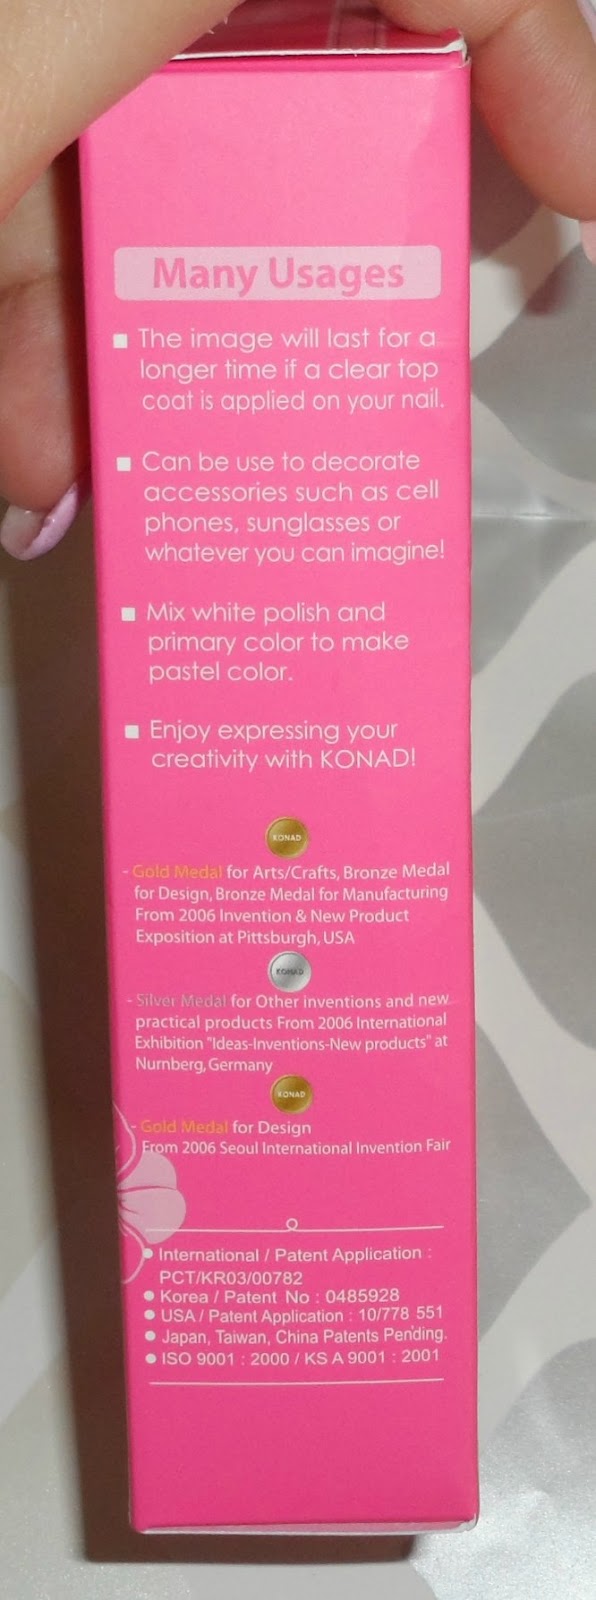 Many Usages
The image will last for a
longer time if a clear top
coat is applied on your nail.
Can be use to decorate
accessories such as cell
phones, sunglasses or
whatever you can imagine!
Mix white polish and
primary color to make
pastel color.
Enjoy expressing your
creativity with KONAD!
KONAD
- Gold Medal for Arts/Crafts, Bronze Medal
for Design, Bronze Medal for Manufacturing
From 2006 Invention & New Product
Exposition at Pittsburgh, USA
KONAD
- Silver Medal for Other inventions and new
practical products From 2006 International
Exhibition "Ideas-Inventions-New products" at
Nurnberg, Germany
KONAD
- Gold Medal for Design
From 2006 Seoul International Invention Fair
International / Patent Application :
PCT/KR03/00782
Korea / Patent No : 0485928
USA / Patent Application : 10/778 551
Japan, Taiwan, China Patents Pending.
ISO 9001 : 2000 / KS A 9001 : 2001